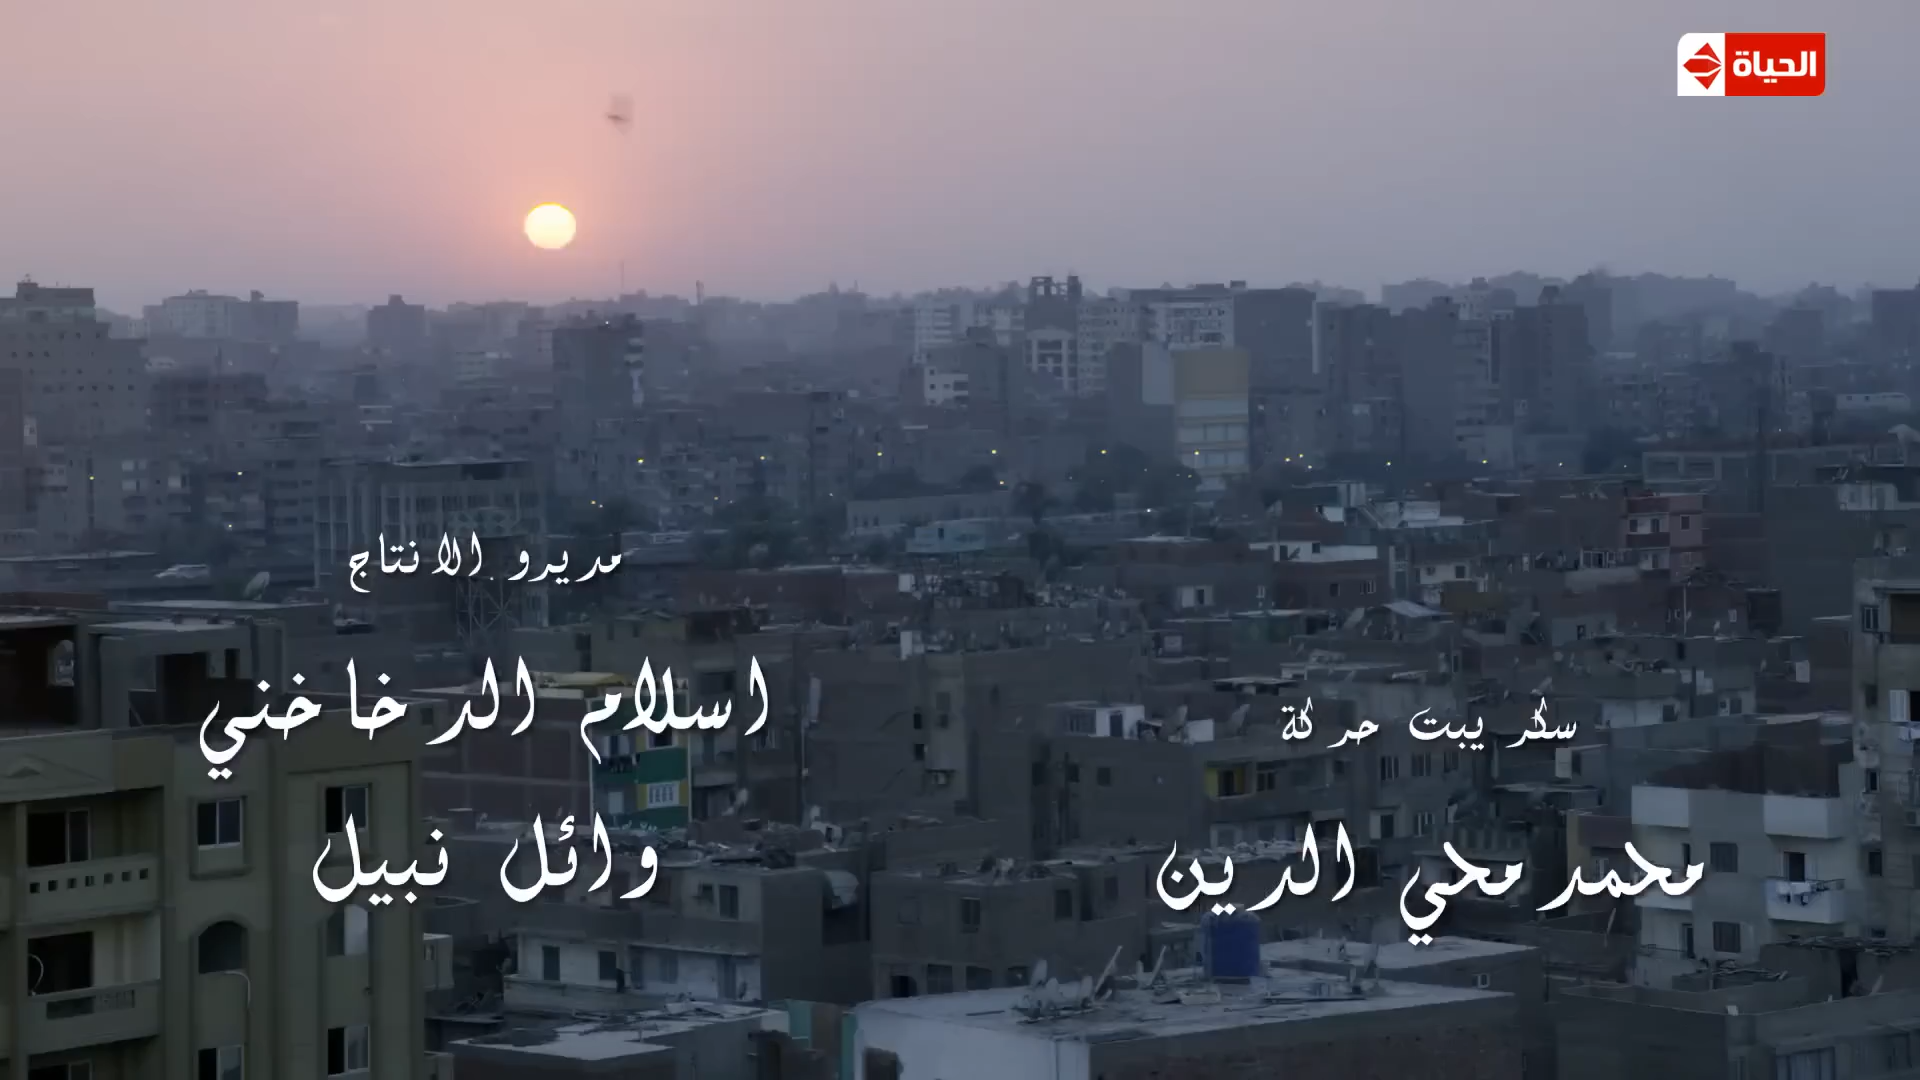 الحياة
سكريبت حركة
محمد محي الدين
مديرو الانتاج
اسلام الدخاخني
وائل نبيل